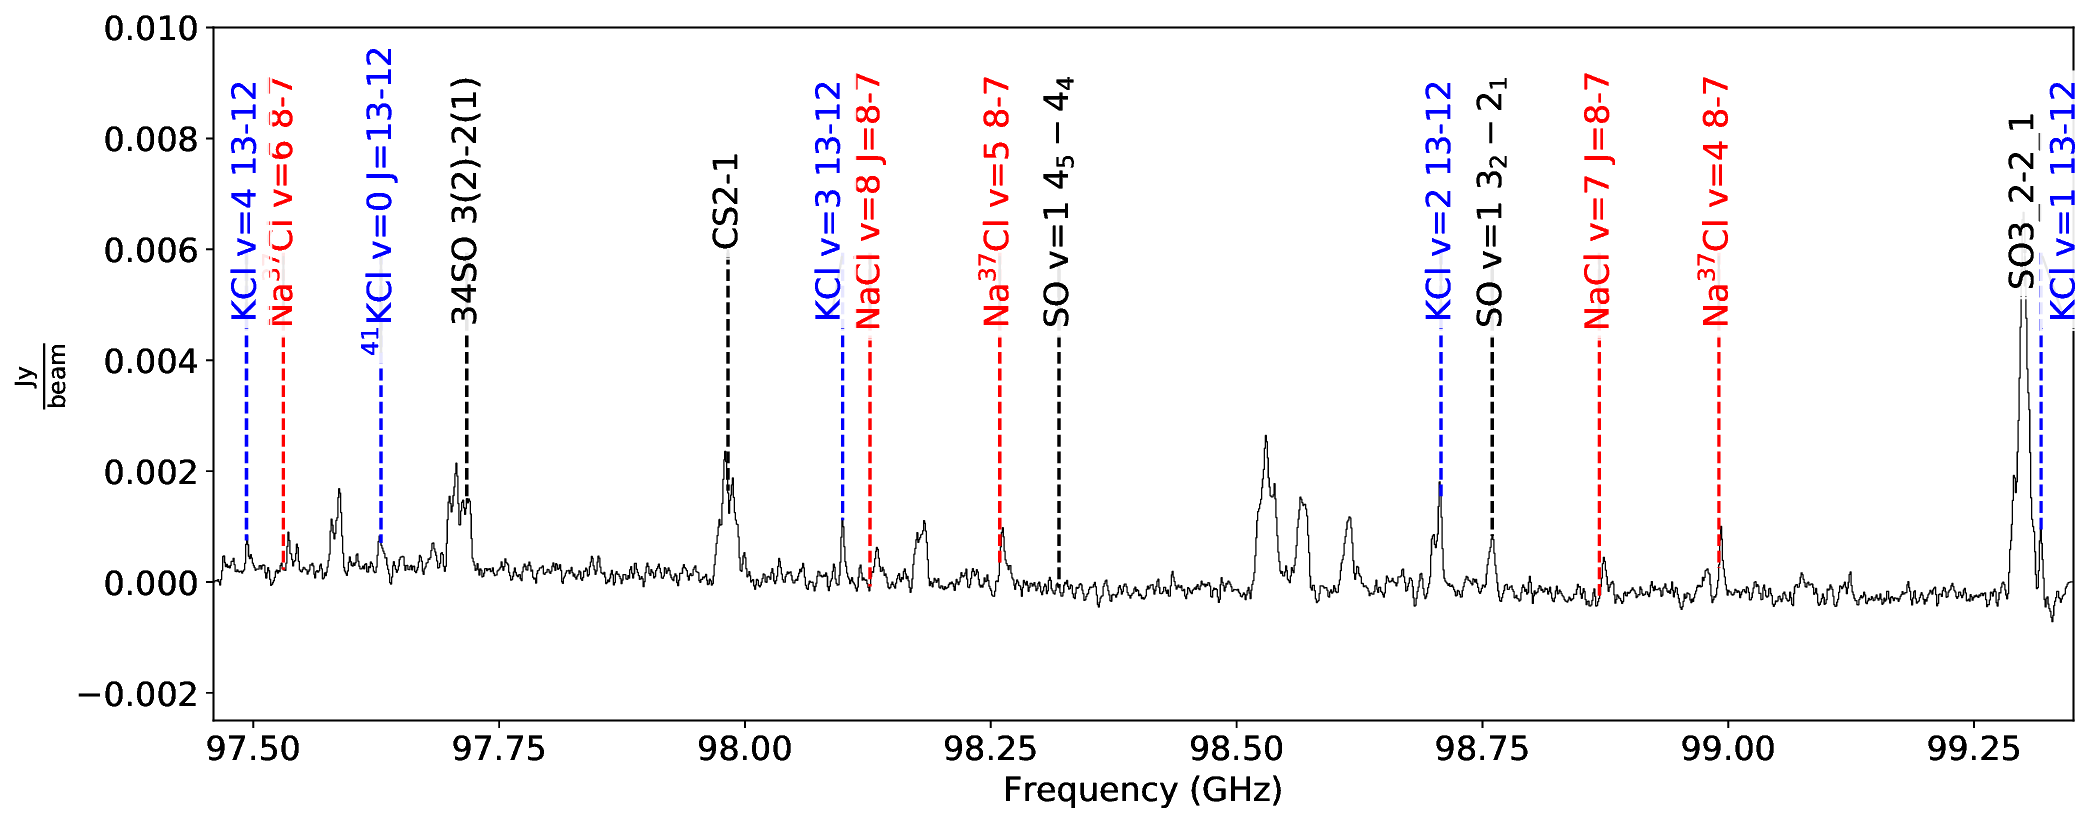 0.010
0.008
0.006
0.004
0.002
0.000
−0.002
Jy
beam
KCl v=4 13-12
Na37Cl v=6 8-7
41KCl v=0 J=13-12
34SO 3(2)-2(1)
CS2-1
KCl v=3 13-12
NaCl v=8 J=8-7
Na37Cl v=5 8-7
SO v=1 45 − 44
KCl v=2 13-12
SO v=1 32 − 21
NaCl v=7 J=8-7
Na37Cl v=4 8-7
SO3_2-2_1
KCl v=1 13-12
97.50
97.75
98.00
98.25
98.50
98.75
99.00
99.25
Frequency (GHz)